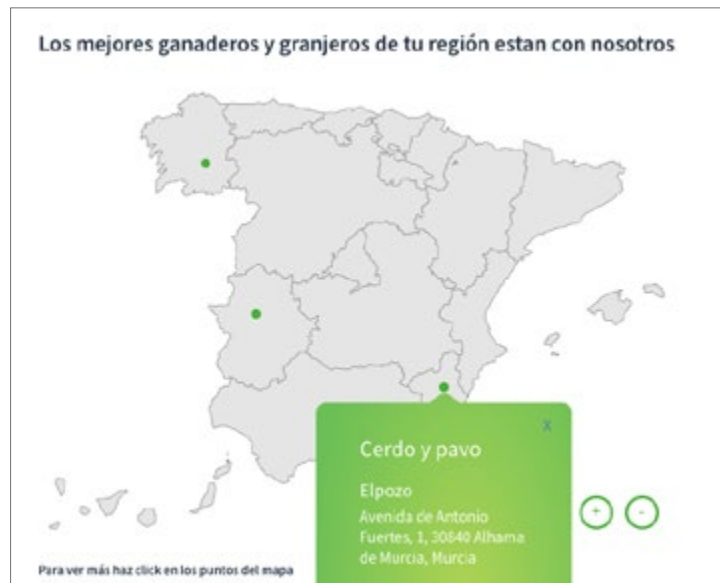 Los mejores ganaderos y granjeros de tu región estan con nosotros
X
Cerdo y pavo
Elpozo
Avenida de Antonio
Fuertes, 1, 30840 Alhama
de Murcia, Murcia
+ -
Para ver más haz click en los puntos del mapa